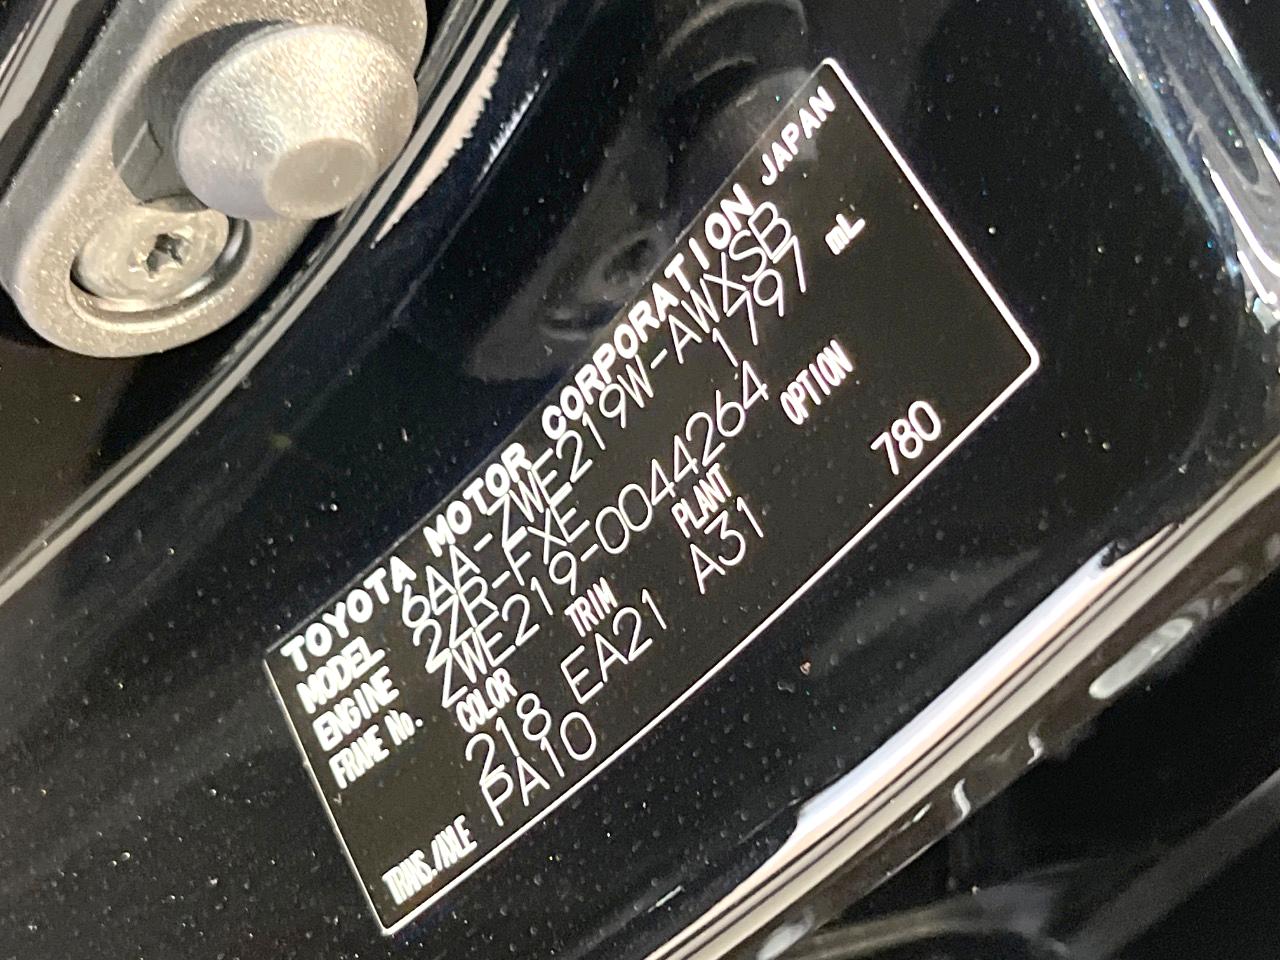 TOYOTA MOTOR CORPORATION JAPAN
MODEL 6AA-ZWE219W-AWXSB
ENGINE 2ZR-FXE 1797 mL
FRAME No. ZWE219-0044264
COLOR TRIM PLANT OPTION
218 EA21 A31 780
TRANS./AXLE PA10